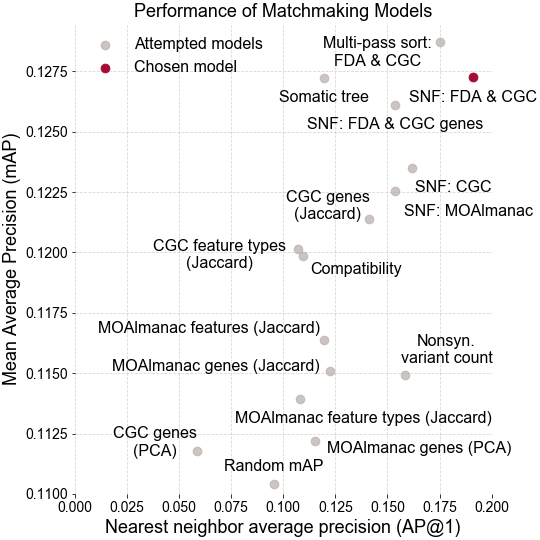 Performance of Matchmaking Models
Attempted models
Chosen model
Multi-pass sort:
FDA & CGC
Somatic tree
SNF: FDA & CGC
SNF: FDA & CGC genes
SNF: CGC
SNF: MOAlmanac
CGC genes
(Jaccard)
CGC feature types
(Jaccard)
Compatibility
MOAlmanac features (Jaccard)
Nonsyn.
variant count
MOAlmanac genes (Jaccard)
MOAlmanac feature types (Jaccard)
CGC genes
(PCA)
MOAlmanac genes (PCA)
Random mAP
Mean Average Precision (mAP)
0.1275
0.1250
0.1225
0.1200
0.1175
0.1150
0.1125
0.1100
0.000
0.025
0.050
0.075
0.100
0.125
0.150
0.175
0.200
Nearest neighbor average precision (AP@1)